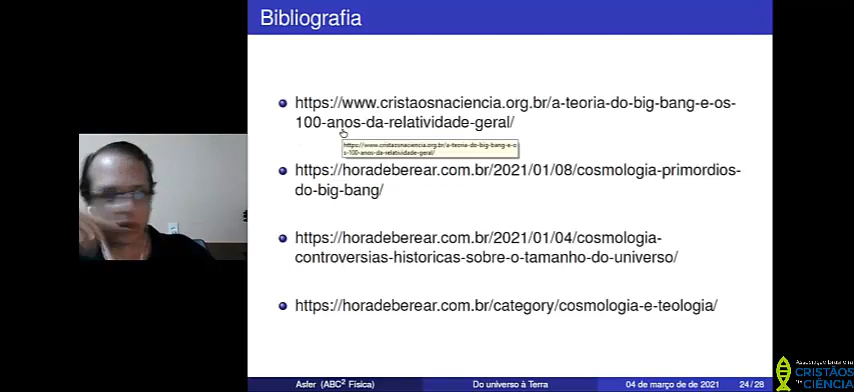 Bibliografia
https://www.cristaosnaciencia.org.br/a-teoria-do-big-bang-e-os-
100-anos-da-relatividade-geral/
https://www.cristaosnaciencia.org.br/a-teoria-do-big-bang-e-o
s-100-anos-da-relatividade-geral/
https://horadeberear.com.br/2021/01/08/cosmologia-primordios-
do-big-bang/
https://horadeberear.com.br/2021/01/04/cosmologia-
controversias-historicas-sobre-o-tamanho-do-universo/
https://horadeberear.com.br/category/cosmologia-e-teologia/
Asfer (ABC² Física) Do universo à Terra 04 de março de de 2021 24 / 28
Associação Brasileira
CRISTÃOS
na CIÊNCIA